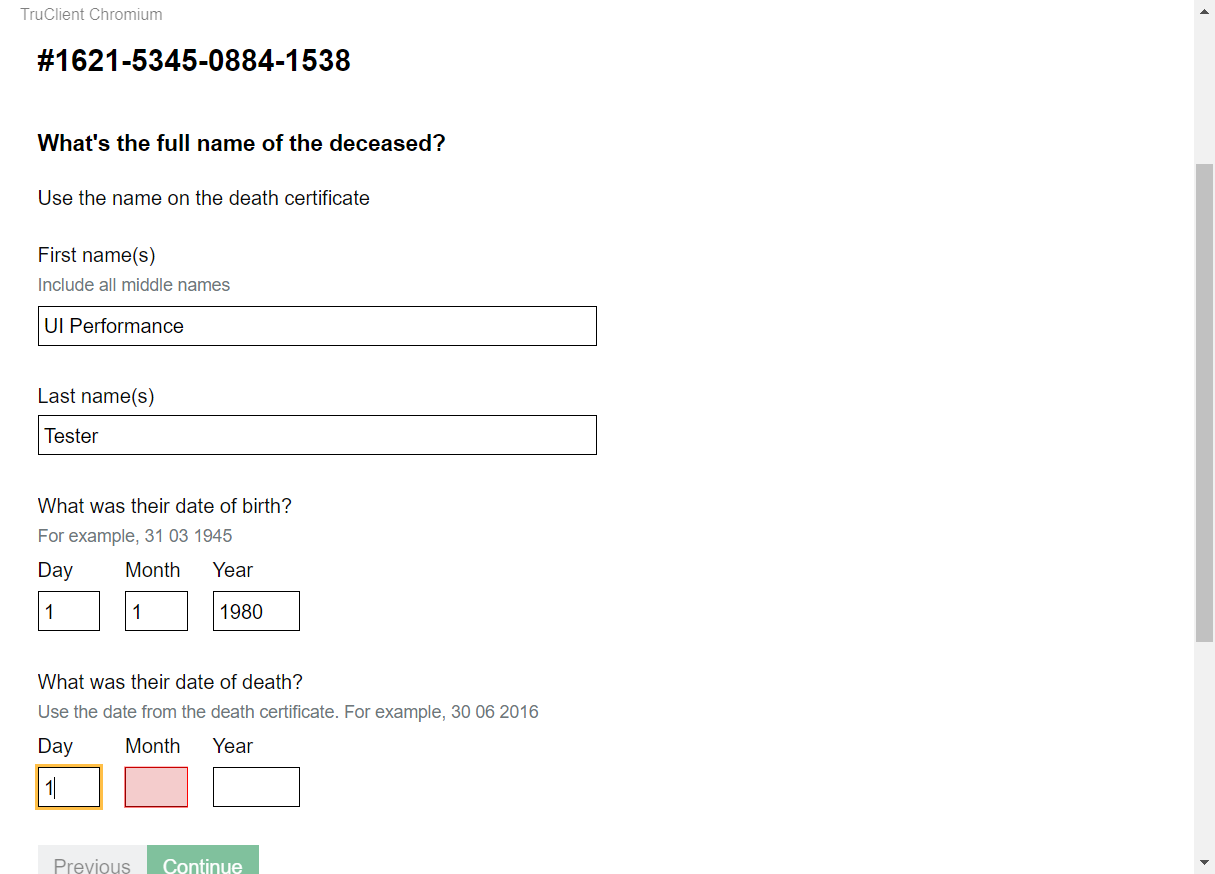 TruClient Chromium
#1621-5345-0884-1538
What's the full name of the deceased?
Use the name on the death certificate
First name(s)
Include all middle names
UI Performance
Last name(s)
Tester
What was their date of birth?
For example, 31 03 1945
Day Month Year
1 1 1980
What was their date of death?
Use the date from the death certificate. For example, 30 06 2016
Day Month Year
1
Previous Continue